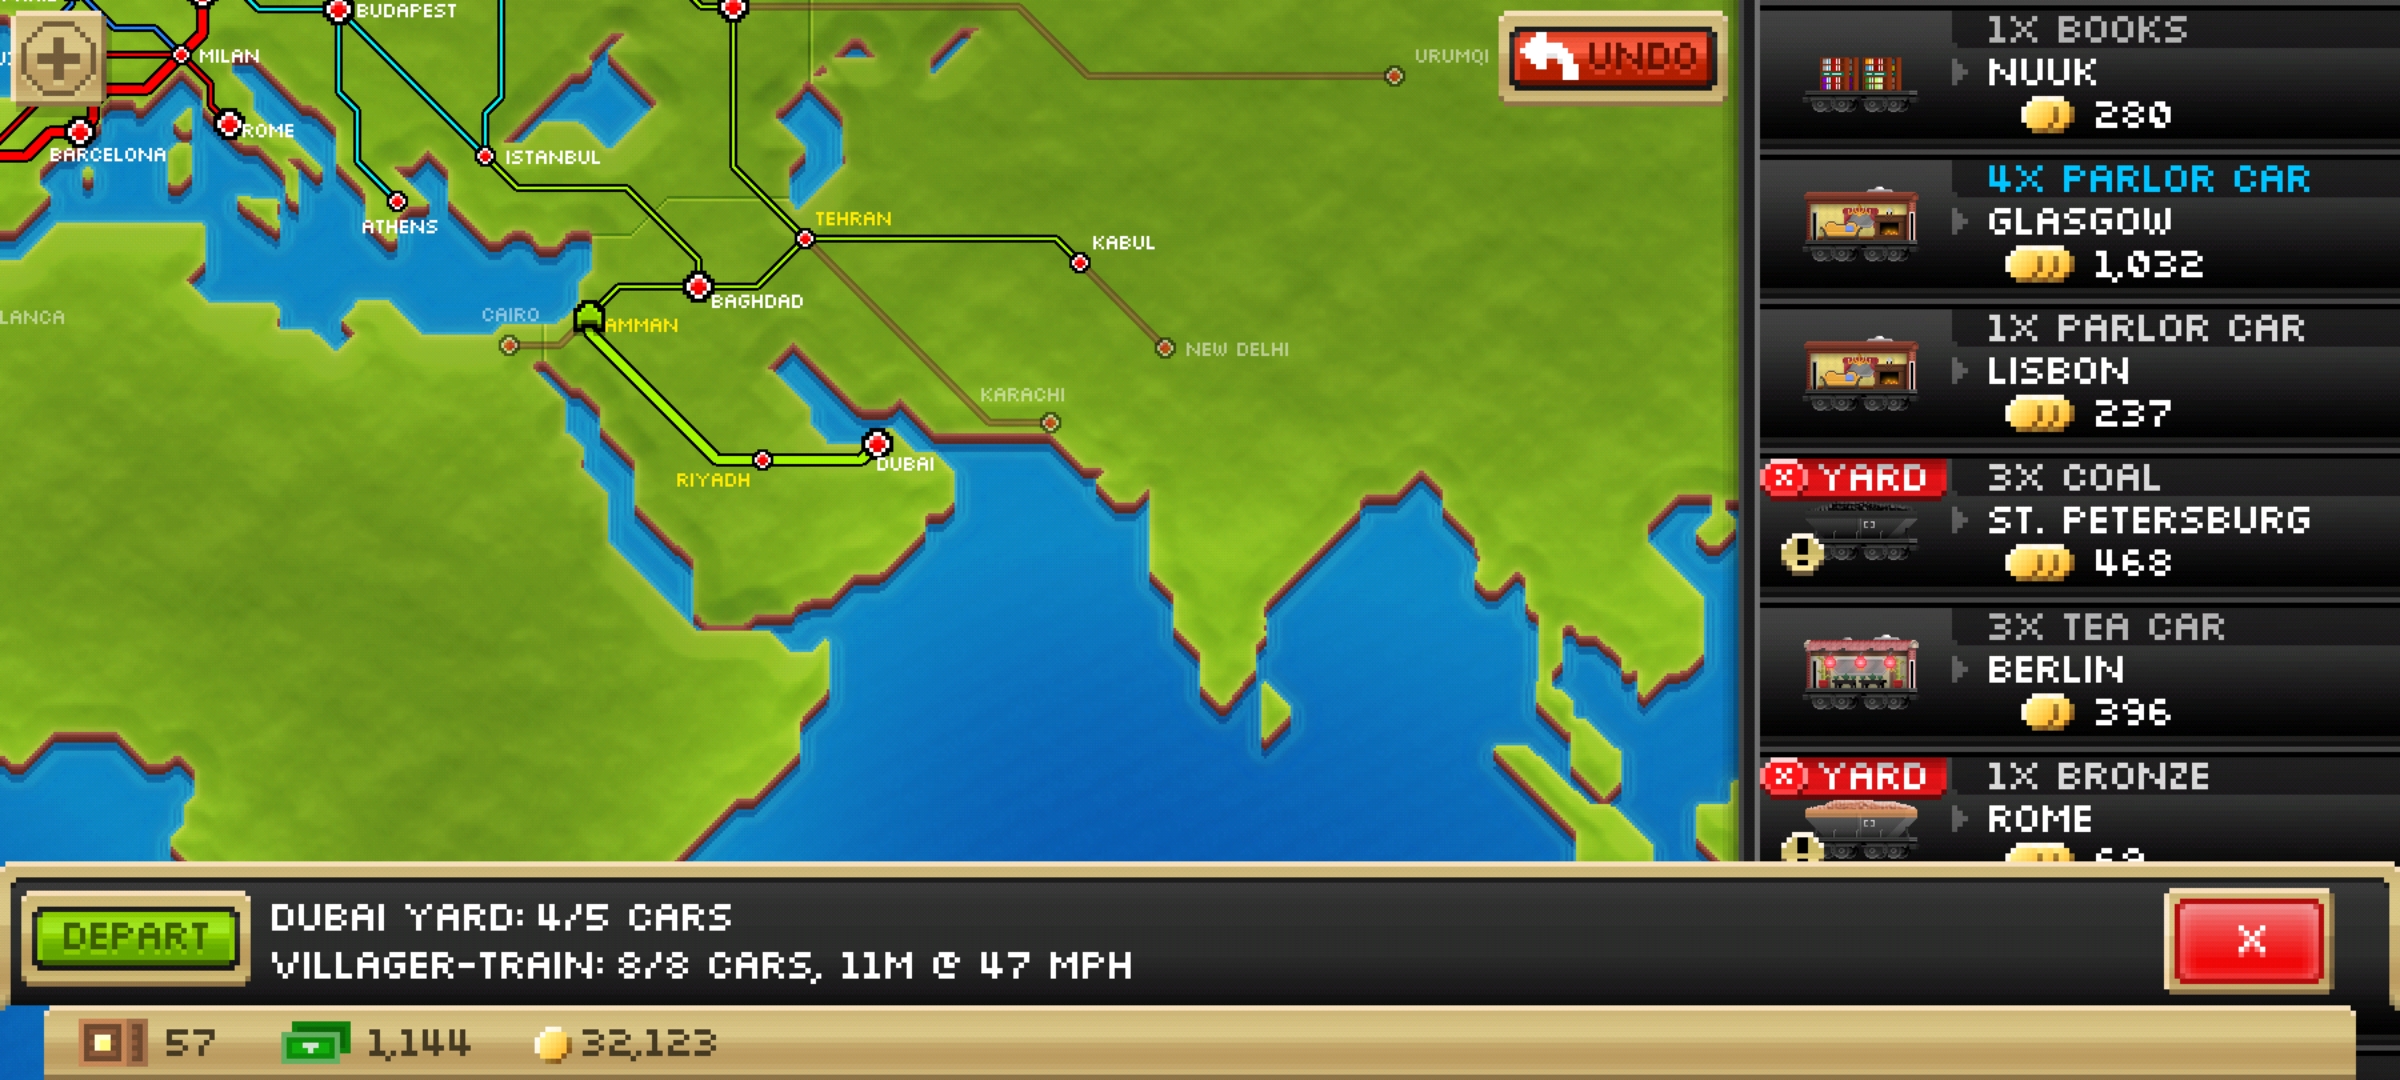 BUDAPEST
MILAN
ROME
BARCELONA
ISTANBUL
ATHENS
URUMQI
UNDO
TEHRAN
KABUL
BAGHDAD
CAIRO
AMMAN
LANCA
NEW DELHI
KARACHI
RIYADH
DUBAI
1X BOOKS
NUUK
280
4X PARLOR CAR
GLASGOW
1,032
1X PARLOR CAR
LISBON
237
YARD
3X COAL
ST. PETERSBURG
468
3X TEA CAR
BERLIN
396
YARD
1X BRONZE
ROME
DEPART
DUBAI YARD: 4/5 CARS
VILLAGER-TRAIN: 8/8 CARS, 11M @ 47 MPH
X
57
1,144
32,123